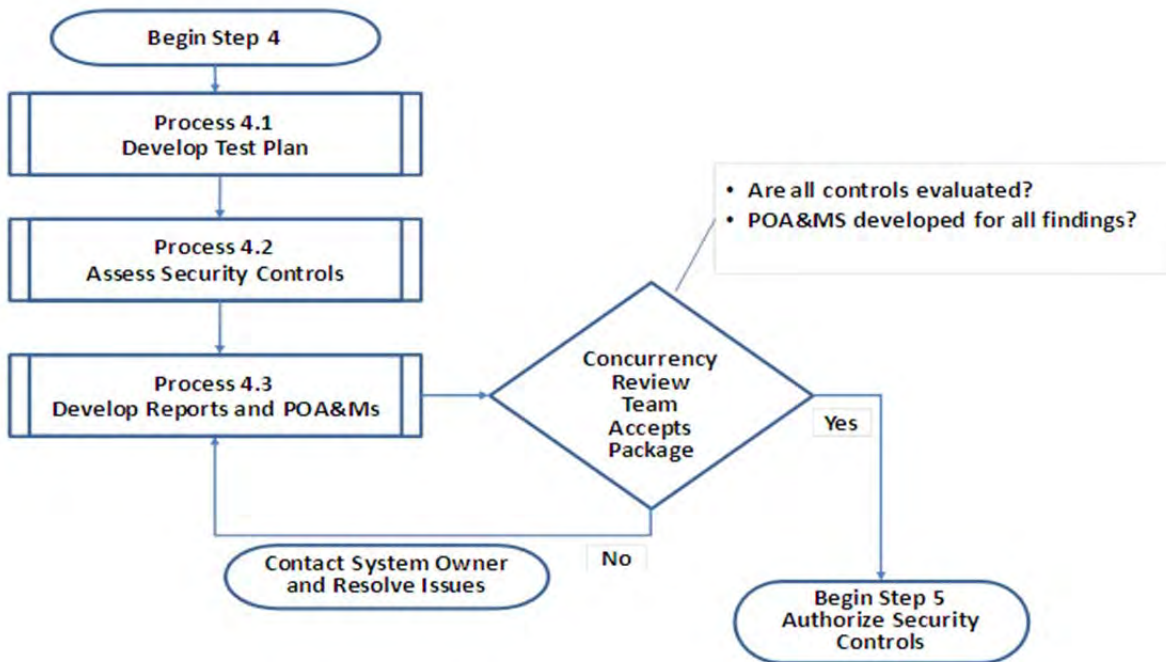 Begin Step 4
Process 4.1
Develop Test Plan
• Are all controls evaluated?
• POA&MS developed for all findings?
Process 4.2
Assess Security Controls
Concurrency
Review
Team
Accepts
Package
Process 4.3
Develop Reports and POA&Ms
Yes
No
Contact System Owner
and Resolve Issues
Begin Step 5
Authorize Security
Controls